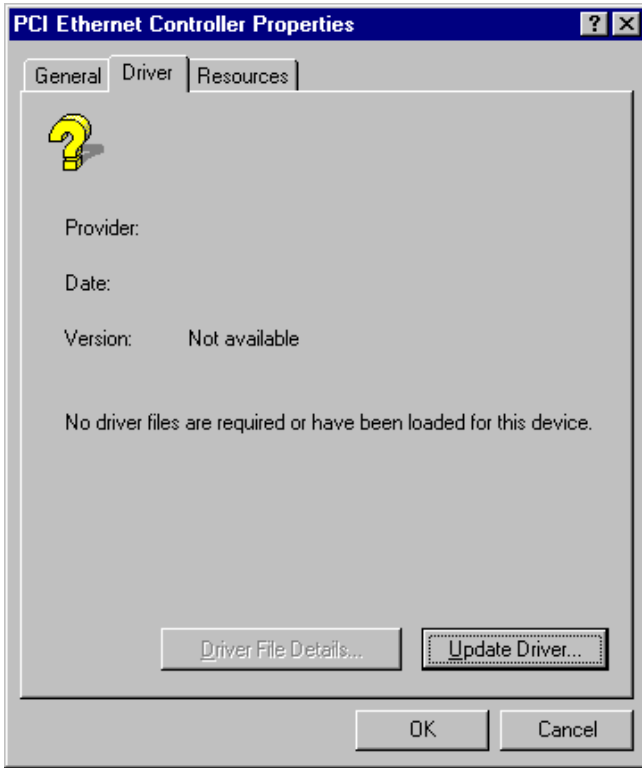 PCI Ethernet Controller Properties
General Driver Resources
Provider:
Date:
Version: Not available
No driver files are required or have been loaded for this device.
Driver File Details... Update Driver...
OK Cancel